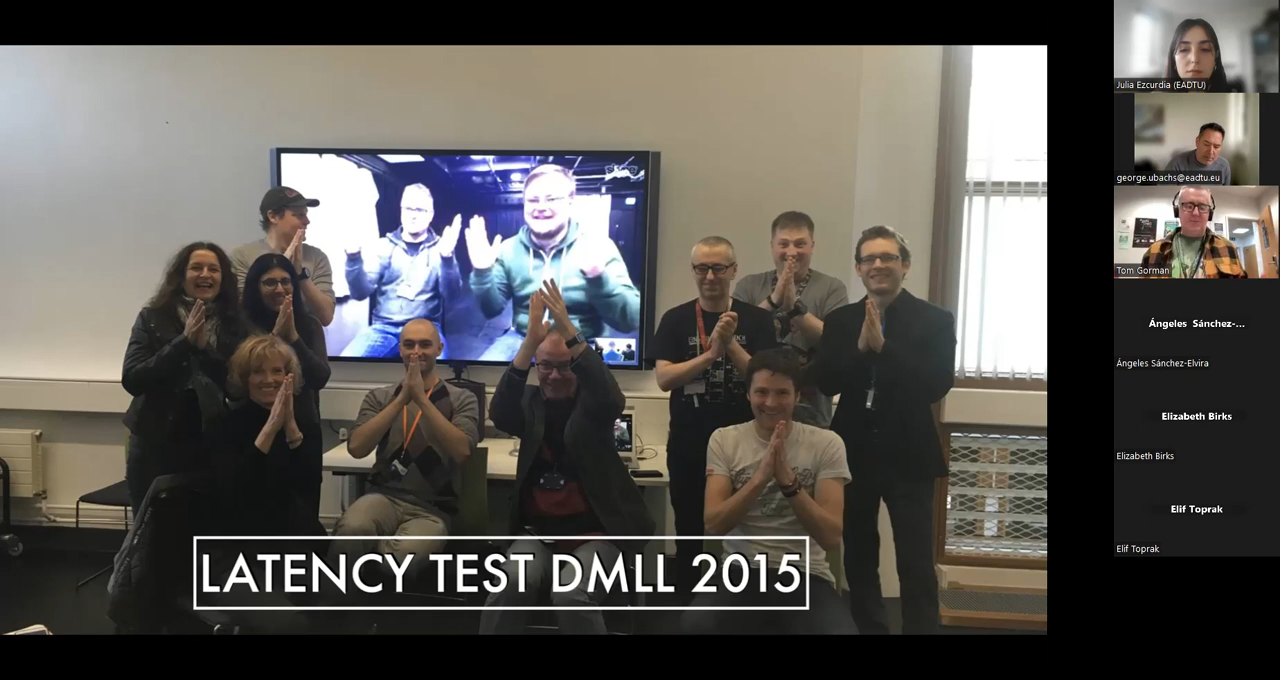 LATENCY TEST DMLL 2015
Julia Ezcurdia (EADTU)
george.ubachs@eadtu.eu
Tom Gorman
Ángeles Sánchez-...
Ángeles Sánchez-Elvira
Elizabeth Birks
Elizabeth Birks
Elif Toprak
Elif Toprak